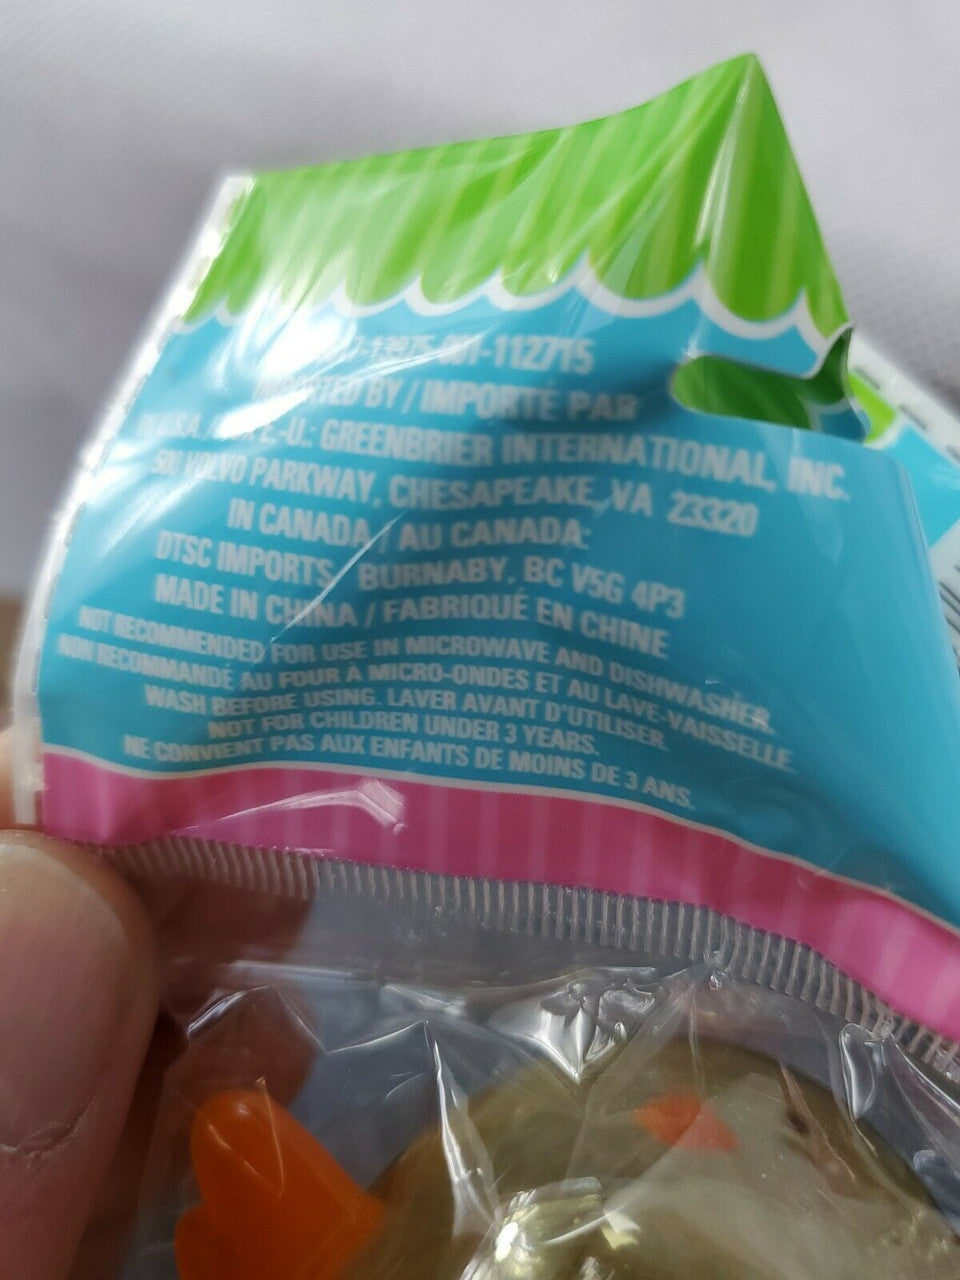 -112715
IMPORTED BY / IMPORTÉ PAR
E.-U.: GREENBRIER INTERNATIONAL, INC.
500 VOLVO PARKWAY, CHESAPEAKE, VA 23320
IN CANADA / AU CANADA:
DTSC IMPORTS, BURNABY, BC V5G 4P3
MADE IN CHINA / FABRIQUÉ EN CHINE
NOT RECOMMENDED FOR USE IN MICROWAVE AND DISHWASHER.
NON RECOMMANDÉ AU FOUR À MICRO-ONDES ET AU LAVE-VAISSELLE.
WASH BEFORE USING. LAVER AVANT D'UTILISER.
NOT FOR CHILDREN UNDER 3 YEARS.
NE CONVIENT PAS AUX ENFANTS DE MOINS DE 3 ANS.